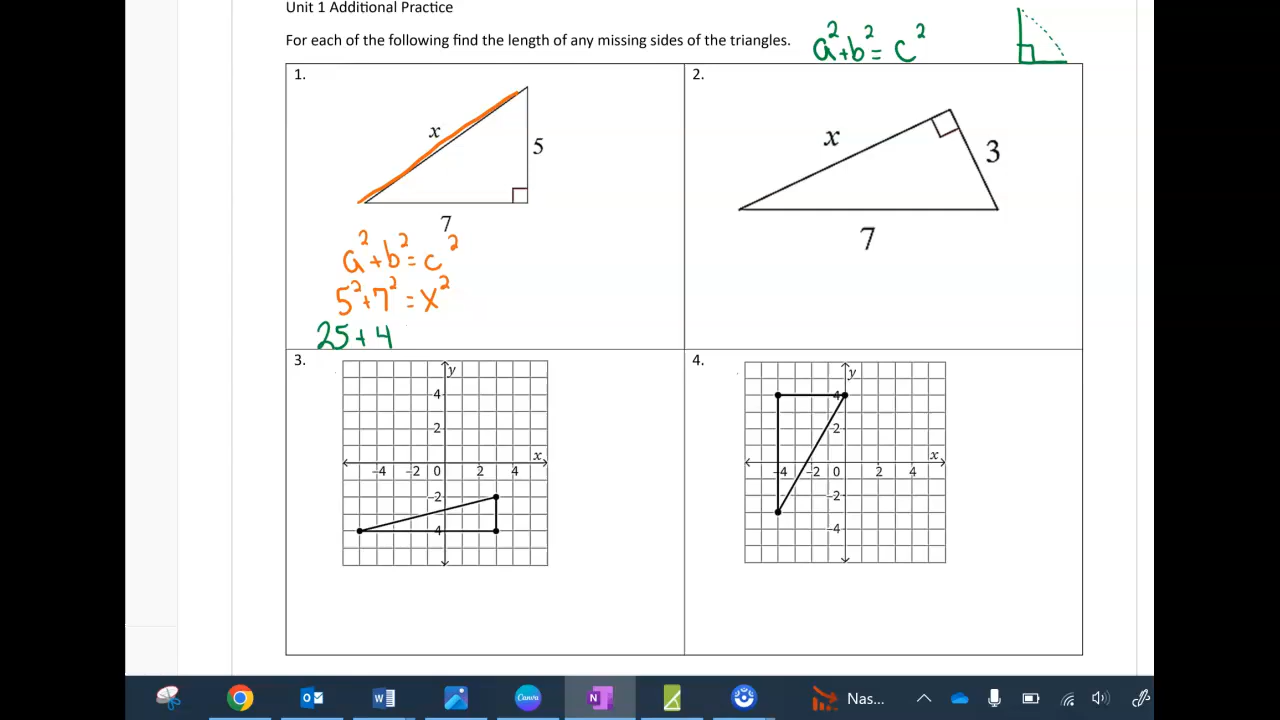 Unit 1 Additional Practice
For each of the following find the length of any missing sides of the triangles.
a² + b² = c²
1.
x
5
7
a² + b² = c²
5² + 7² = x²
25 + 4
2.
x
3
7
3.
y
4
2
x
-4 -2 0 2 4
-2
-4
4.
y
4
2
x
-4 -2 0 2 4
-2
-4
Canva
Nas...